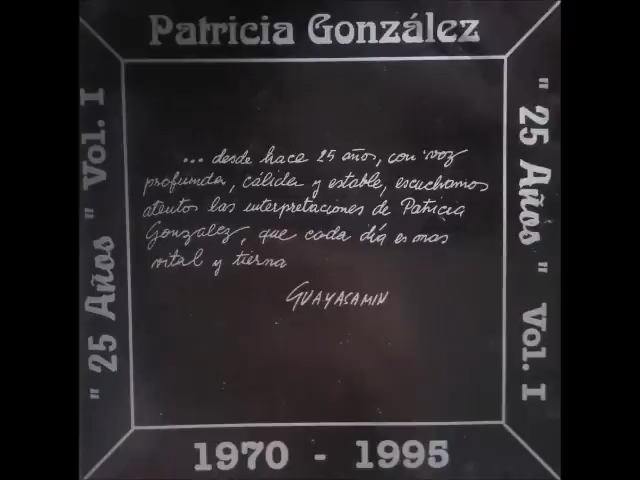 Patricia González
" 25 Años " Vol. I
... desde hace 25 años, con voz
profunda, cálida y estable, escuchamos
atentos las interpretaciones de Patricia
Gonzalez, que cada día es mas
vital y tierna
GUAYASAMIN
" 25 Años " Vol. I
1970 - 1995